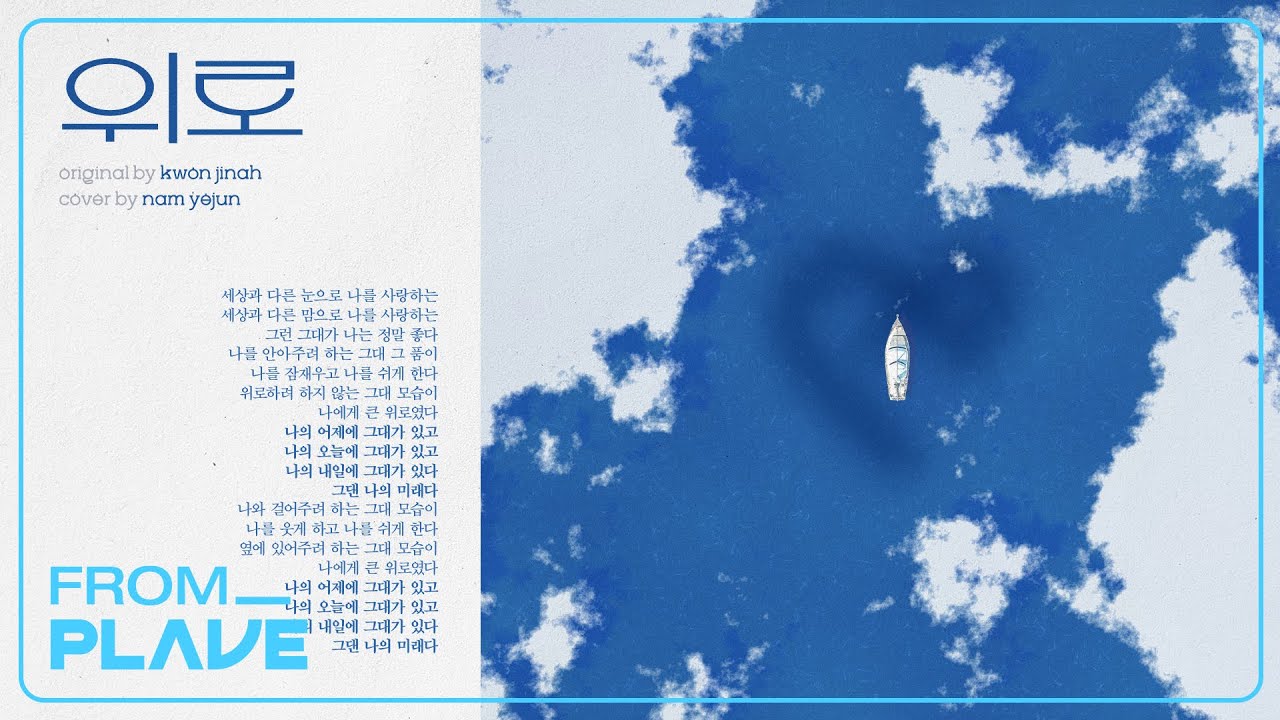 위로
original by kwon jinah
cover by nam yejun
세상과 다른 눈으로 나를 사랑하는
세상과 다른 맘으로 나를 사랑하는
그런 그대가 나는 정말 좋다
나를 안아주려 하는 그대 그 품이
나를 잠재우고 나를 쉬게 한다
위로하려 하지 않는 그대 모습이
나에게 큰 위로였다
나의 어제에 그대가 있고
나의 오늘에 그대가 있고
나의 내일에 그대가 있다
그댄 나의 미래다
나와 걸어주려 하는 그대 모습이
나를 웃게 하고 나를 쉬게 한다
옆에 있어주려 하는 그대 모습이
나에게 큰 위로였다
나의 어제에 그대가 있고
나의 오늘에 그대가 있고
내일에 그대가 있다
그댄 나의 미래다
FROM_
PLAVE